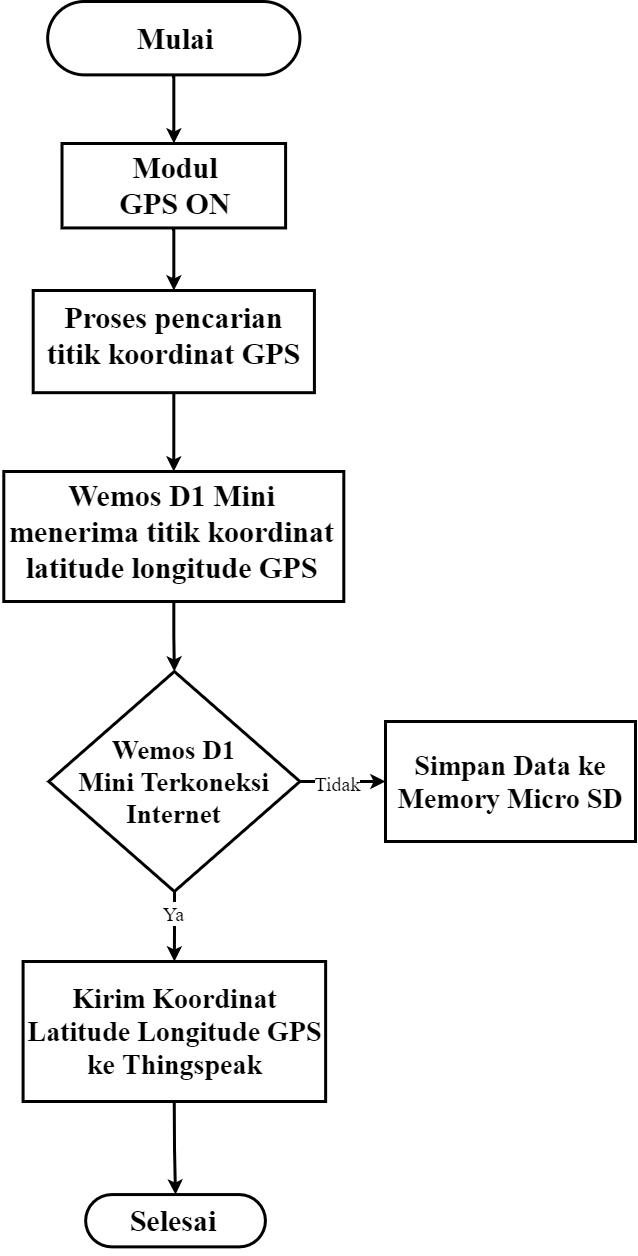 Mulai
Modul
GPS ON
Proses pencarian
titik koordinat GPS
Wemos D1 Mini
menerima titik koordinat
latitude longitude GPS
Wemos D1
Mini Terkoneksi
Internet
Tidak
Simpan Data ke
Memory Micro SD
Ya
Kirim Koordinat
Latitude Longitude GPS
ke Thingspeak
Selesai